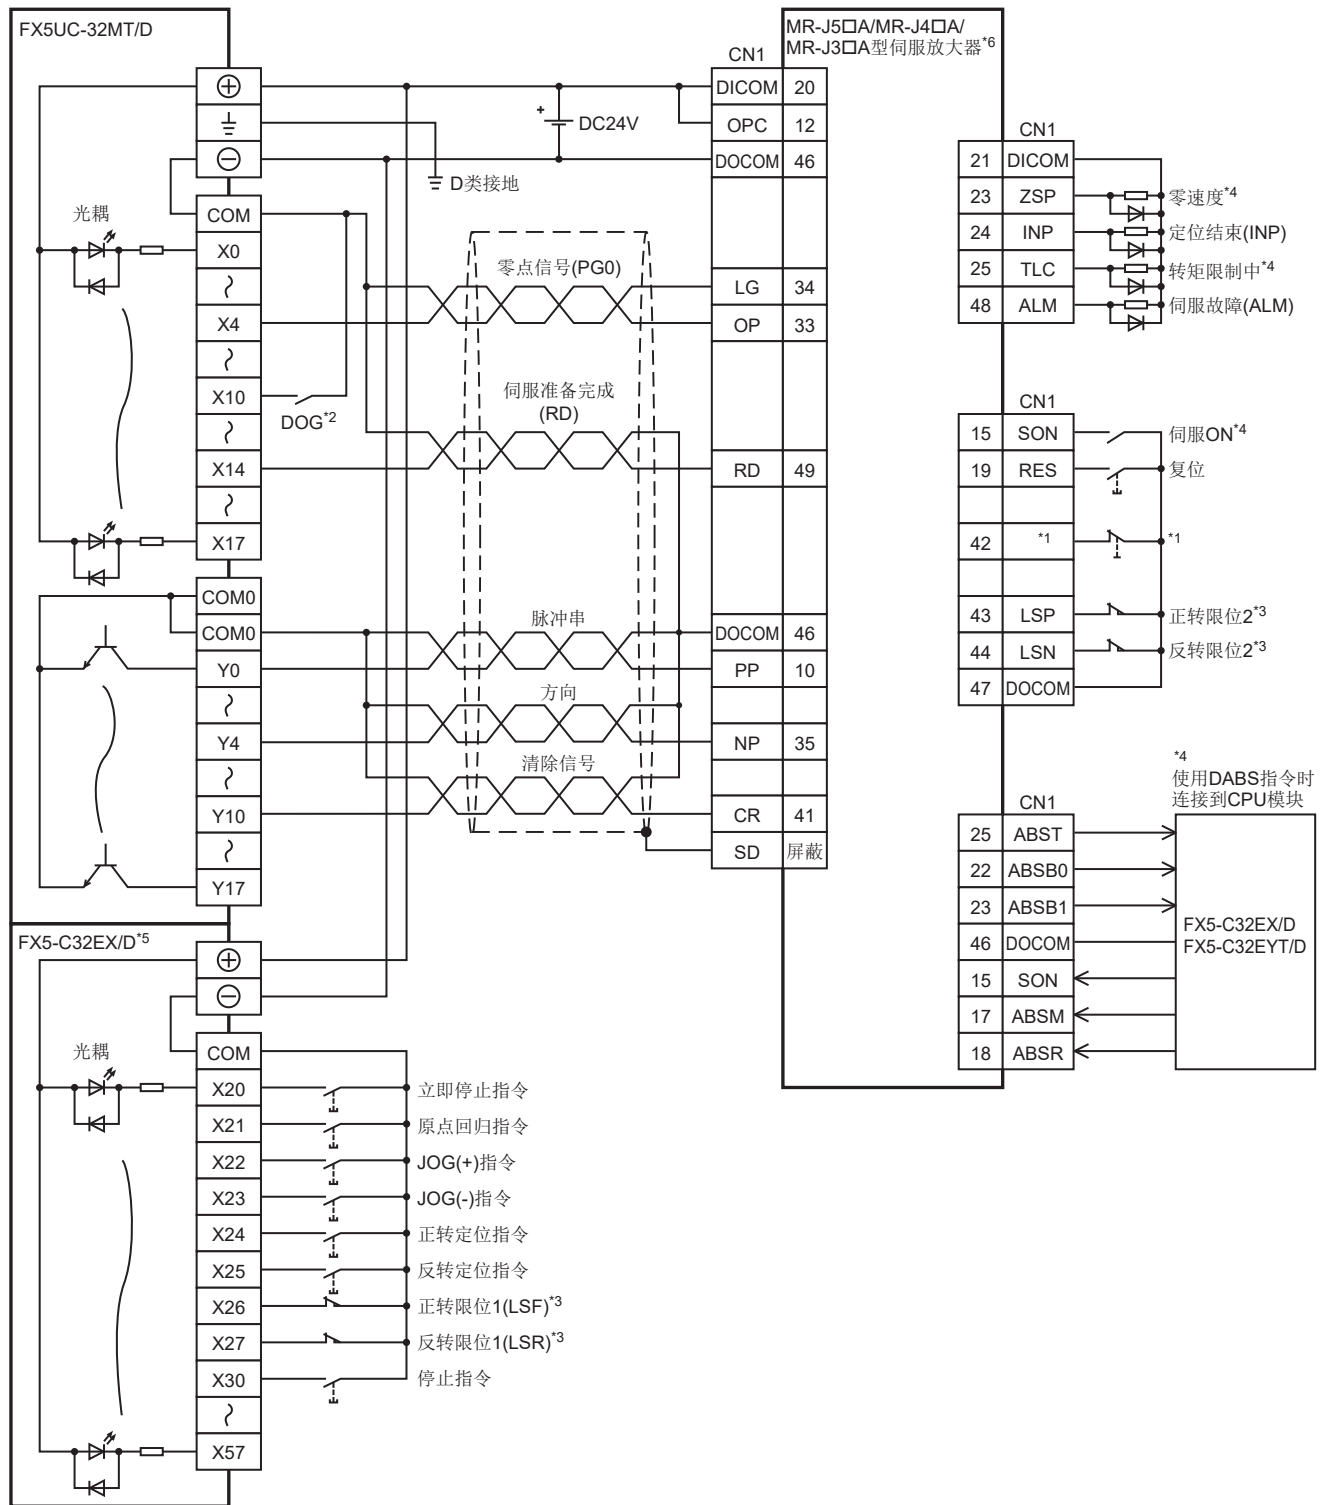 FX5UC-32MT/D
光耦
COM
X0
X4
X10
X14
X17
COM0
COM0
Y0
Y4
Y10
Y17
FX5-C32EX/D*5
光耦
COM
X20
X21
X22
X23
X24
X25
X26
X27
X30
X57
DC24V
D类接地
零点信号(PG0)
DOG*2
伺服准备完成
(RD)
脉冲串
方向
清除信号
立即停止指令
原点回归指令
JOG(+)指令
JOG(-)指令
正转定位指令
反转定位指令
正转限位1(LSF)*3
反转限位1(LSR)*3
停止指令
MR-J5□A/MR-J4□A/
MR-J3□A型伺服放大器*6
CN1
DICOM 20
OPC 12
DOCOM 46
LG 34
OP 33
RD 49
DOCOM 46
PP 10
NP 35
CR 41
SD 屏蔽
CN1
21 DICOM
23 ZSP 零速度*4
24 INP 定位结束(INP)
25 TLC 转矩限制中*4
48 ALM 伺服故障(ALM)
CN1
15 SON 伺服ON*4
19 RES 复位
42 *1 *1
43 LSP 正转限位2*3
44 LSN 反转限位2*3
47 DOCOM
*4
使用DABS指令时
连接到CPU模块
CN1
25 ABST
22 ABSB0
23 ABSB1
46 DOCOM
15 SON
17 ABSM
18 ABSR
FX5-C32EX/D
FX5-C32EYT/D